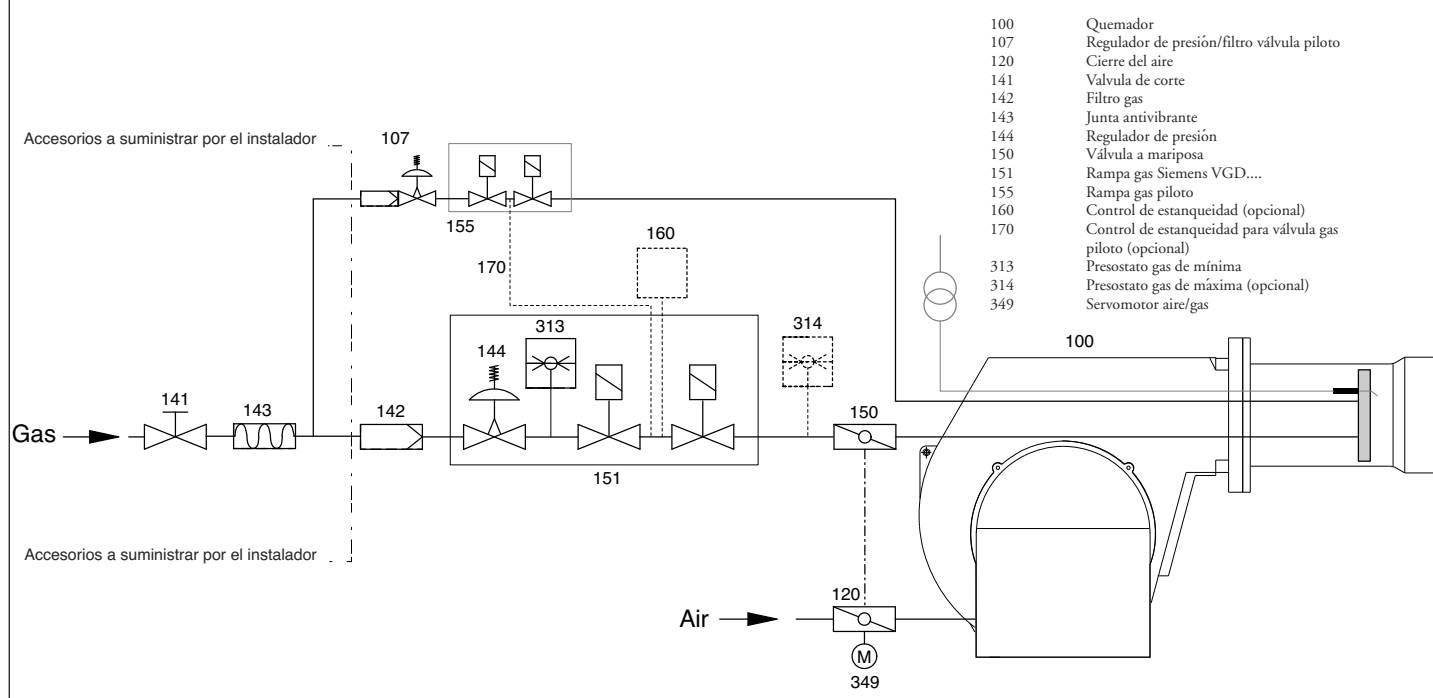 100 Quemador
107 Regulador de presión/filtro válvula piloto
120 Cierre del aire
141 Valvula de corte
142 Filtro gas
143 Junta antivibrante
144 Regulador de presión
150 Válvula a mariposa
151 Rampa gas Siemens VGD....
155 Rampa gas piloto
160 Control de estanqueidad (opcional)
170 Control de estanqueidad para válvula gas
piloto (opcional)
313 Presostato gas de mínima
314 Presostato gas de máxima (opcional)
349 Servomotor aire/gas
Accesorios a suministrar por el instalador
107
155
160
170
313
314
100
144
141
143
142
150
Gas
151
Accesorios a suministrar por el instalador
120
Air
M
349